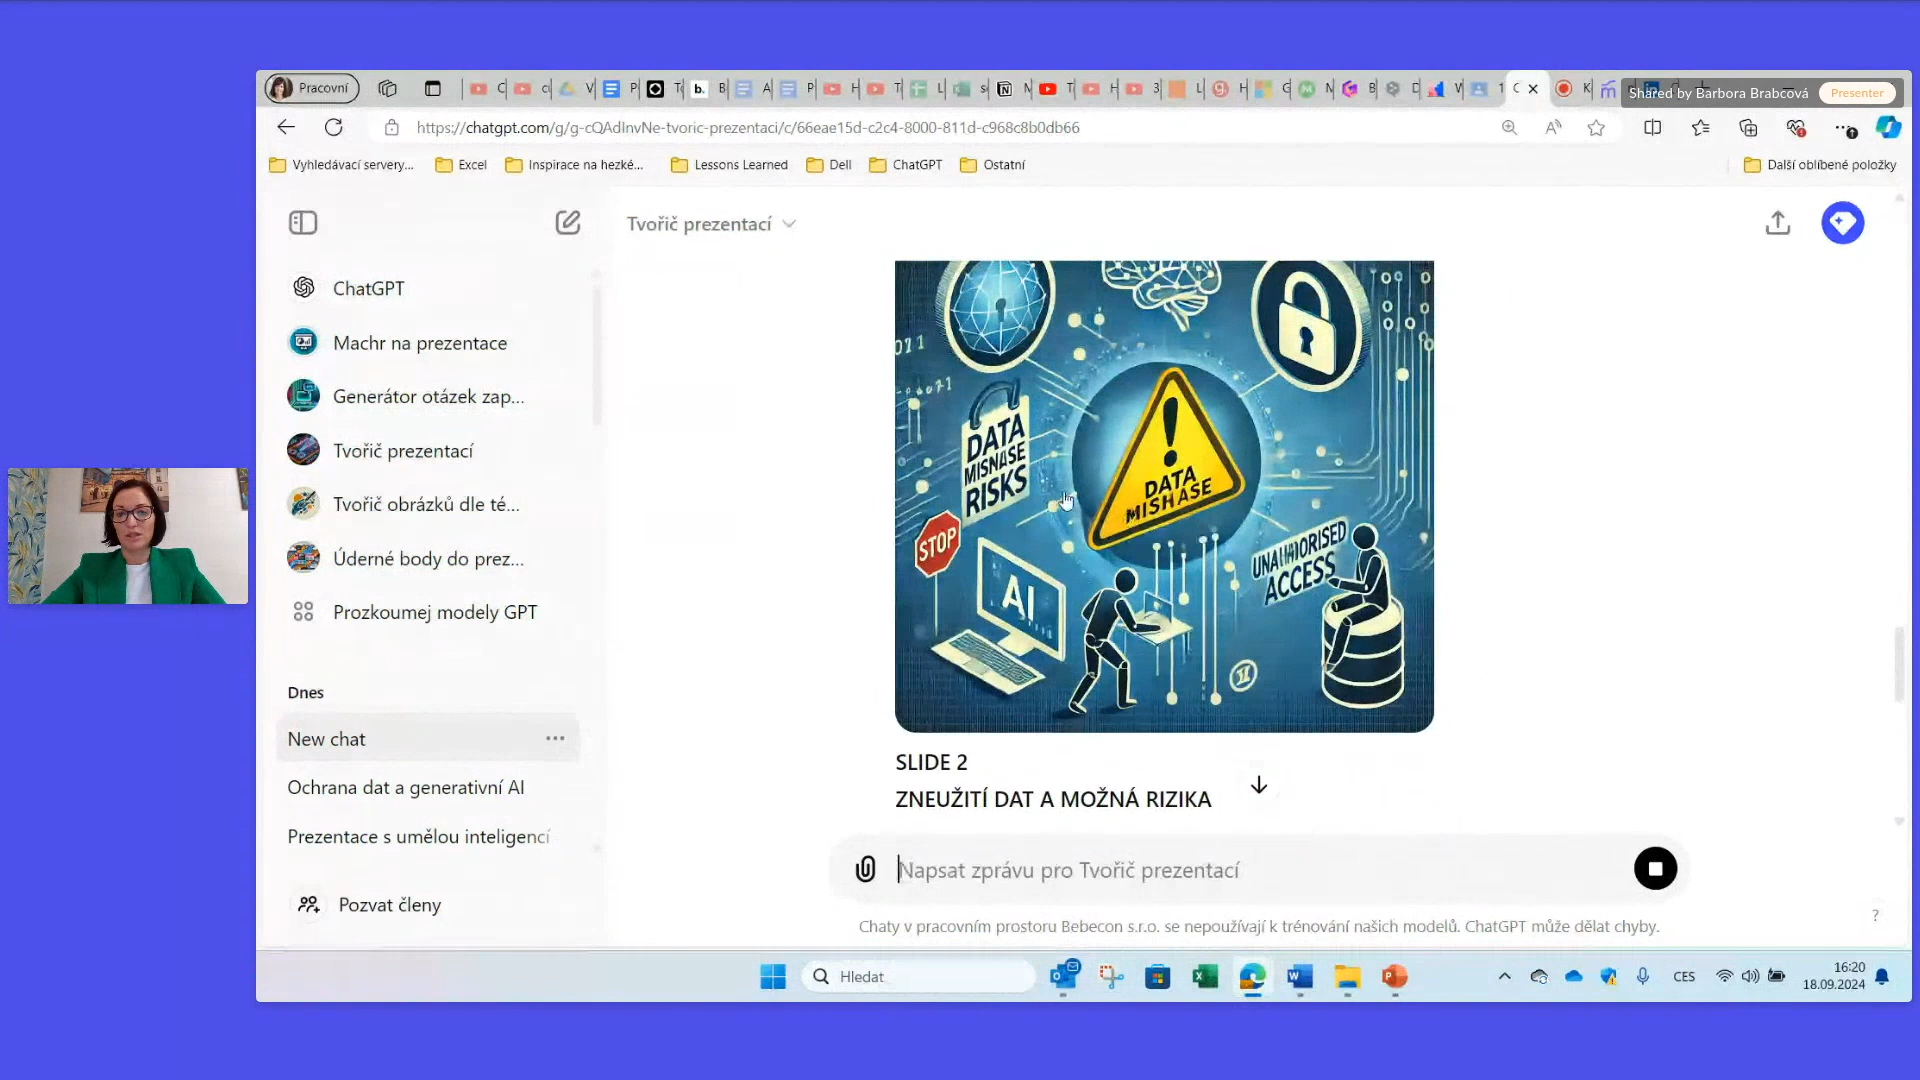 Pracovní
Shared by Barbora Brabcová
Presenter
https://chatgpt.com/g/g-cQAdInvNe-tvoric-prezentaci/c/66eae15d-c2c4-8000-811d-c968c8b0db66
Vyhledávací servery...
Excel
Inspirace na hezké...
Lessons Learned
Dell
ChatGPT
Ostatní
Další oblíbené položky
Tvořič prezentací
ChatGPT
Machr na prezentace
Generátor otázek zap...
Tvořič prezentací
Tvořič obrázků dle té...
Úderné body do prez...
Prozkoumej modely GPT
Dnes
New chat
Ochrana dat a generativní AI
Prezentace s umělou inteligencí
Pozvat členy
DATA
MISNASE
RISKS
DATA
MISHASE
STOP
AI
ACCESS
SLIDE 2
ZNEUŽITÍ DAT A MOŽNÁ RIZIKA
Napsat zprávu pro Tvořič prezentací
Chaty v pracovním prostoru Bebecon s.r.o. se nepoužívají k trénování našich modelů. ChatGPT může dělat chyby.
?
Hledat
CES
16:20
18.09.2024